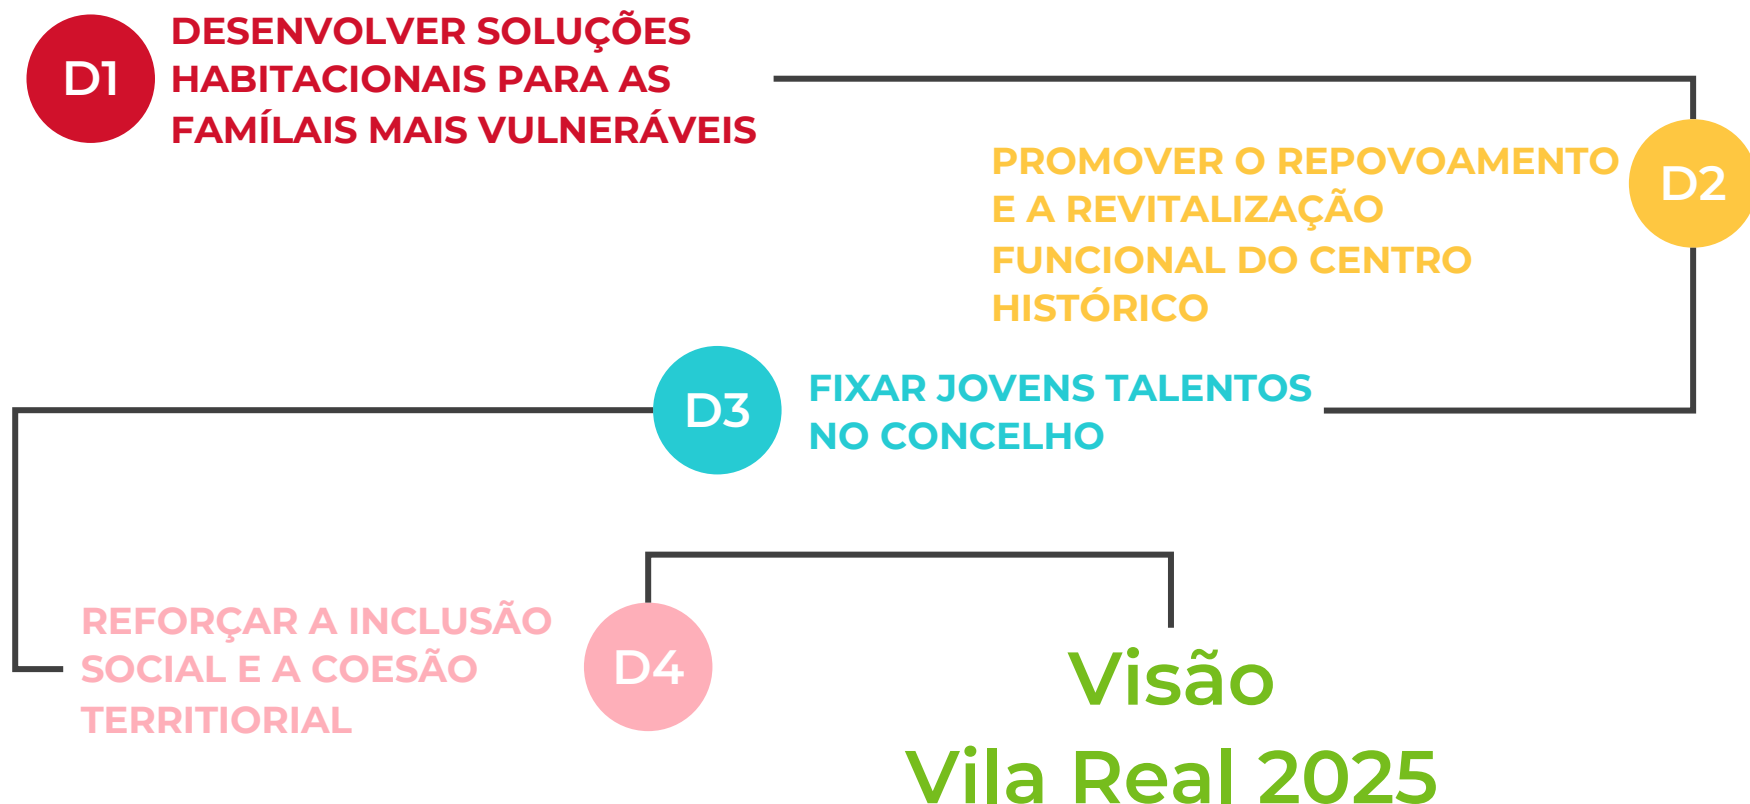 D1
DESENVOLVER SOLUÇÕES
HABITACIONAIS PARA AS
FAMÍLAIS MAIS VULNERÁVEIS
PROMOVER O REPOVOAMENTO
E A REVITALIZAÇÃO
FUNCIONAL DO CENTRO
HISTÓRICO
D2
D3
FIXAR JOVENS TALENTOS
NO CONCELHO
REFORÇAR A INCLUSÃO
SOCIAL E A COESÃO
TERRITIORIAL
D4
Visão
Vila Real 2025